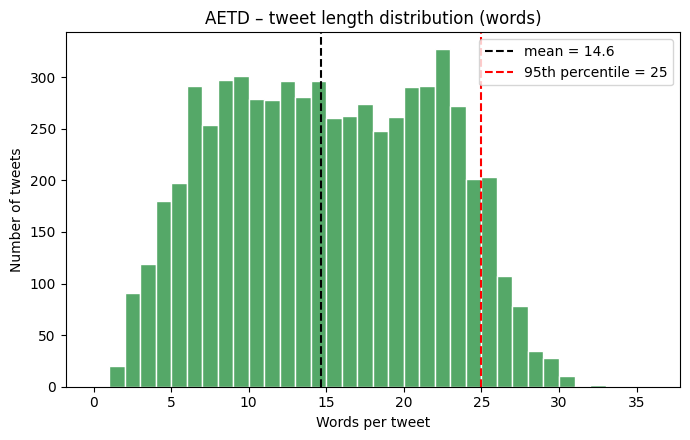 AETD – tweet length distribution (words)
mean = 14.6
95th percentile = 25
Number of tweets
300
250
200
150
100
50
0
0 5 10 15 20 25 30 35
Words per tweet